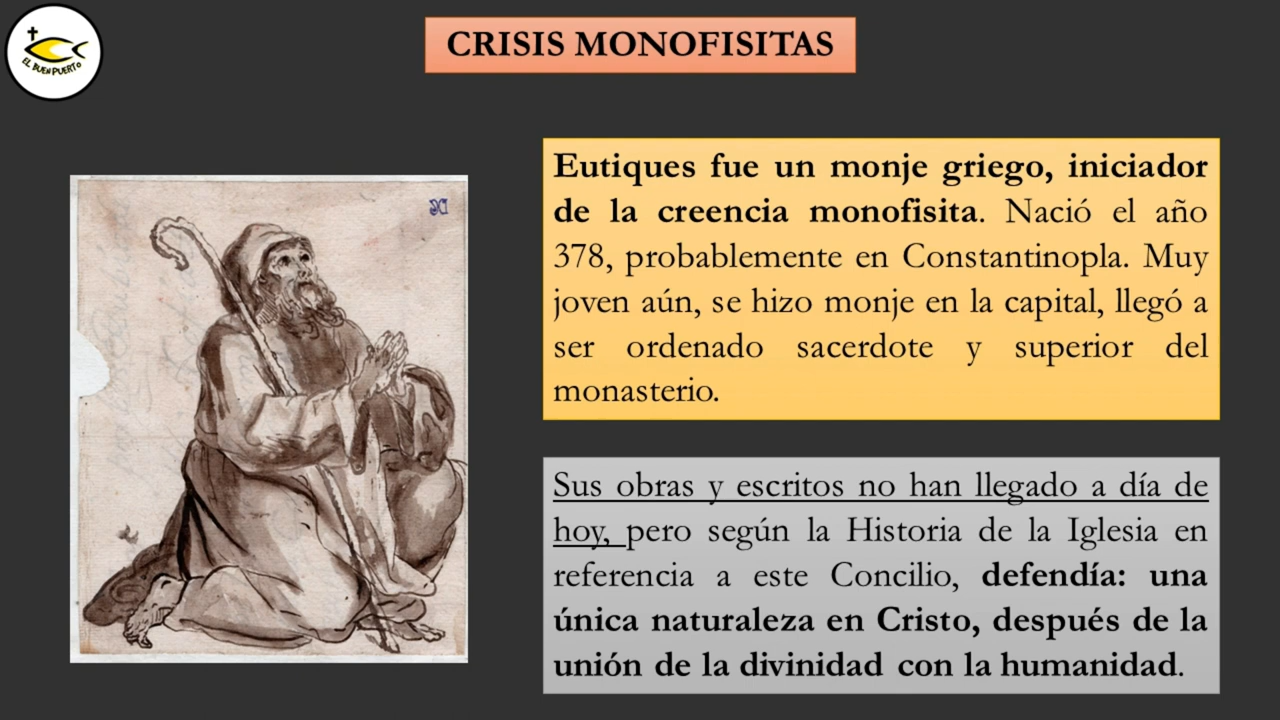 EL BUEN PUERTO
CRISIS MONOFISITAS
Eutiques fue un monje griego, iniciador
de la creencia monofisita. Nació el año
378, probablemente en Constantinopla. Muy
joven aún, se hizo monje en la capital, llegó a
ser ordenado sacerdote y superior del
monasterio.
Sus obras y escritos no han llegado a día de
hoy, pero según la Historia de la Iglesia en
referencia a este Concilio, defendía: una
única naturaleza en Cristo, después de la
unión de la divinidad con la humanidad.